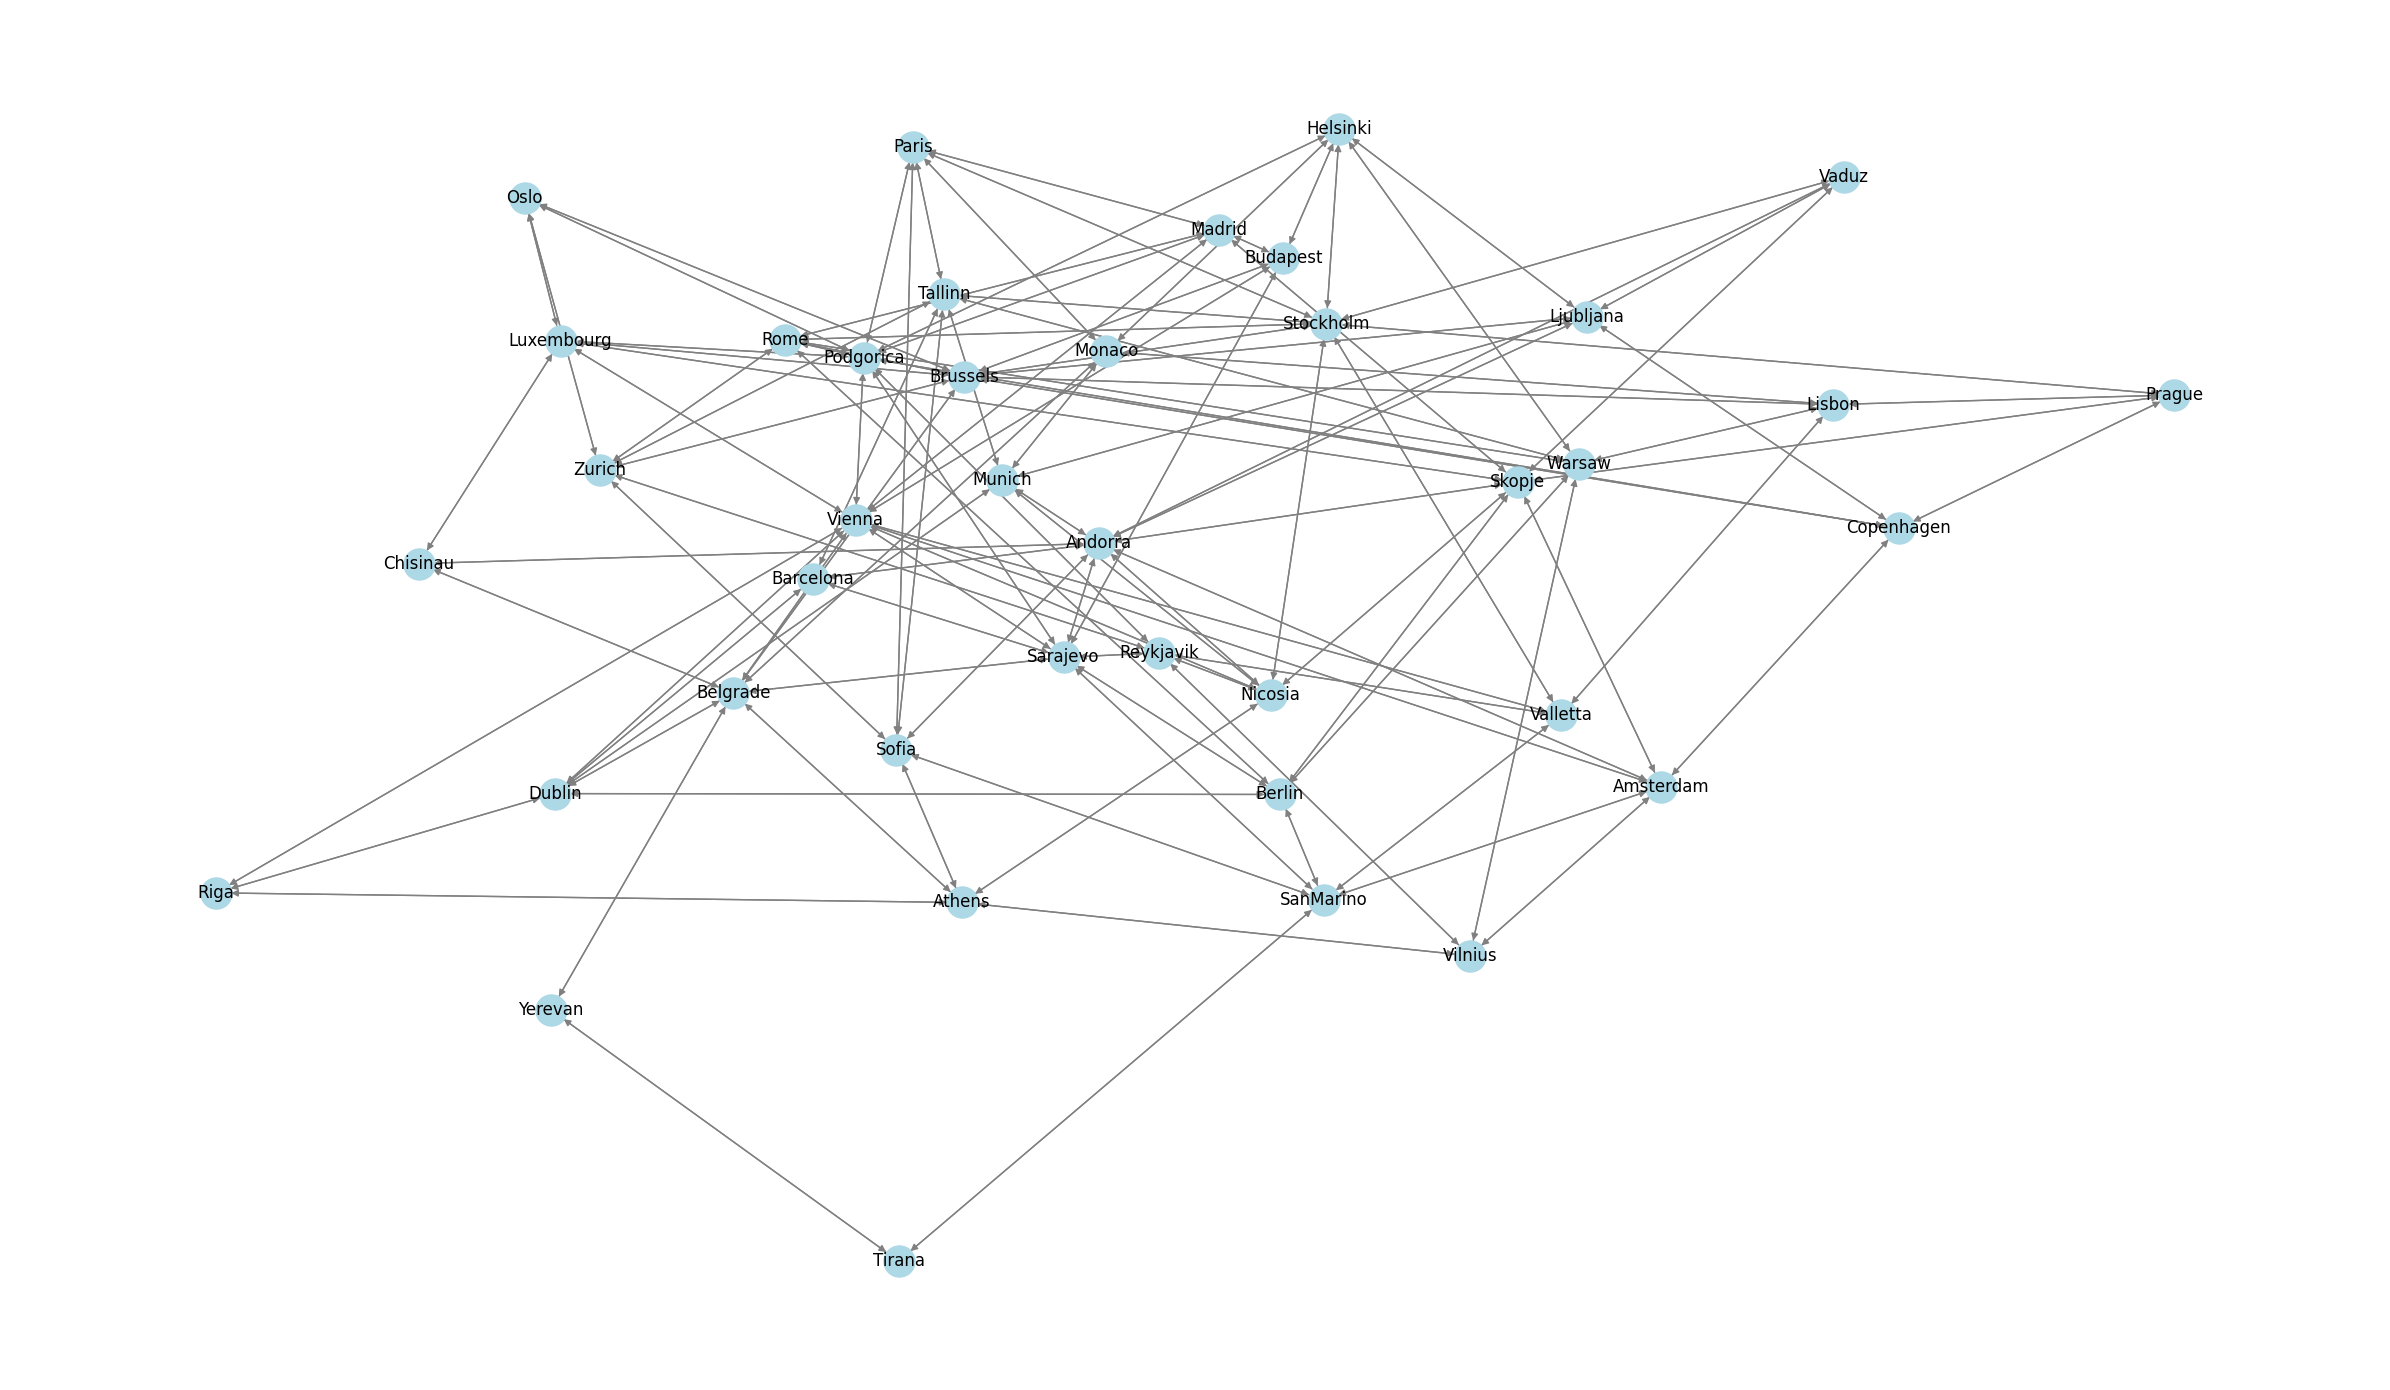 Helsinki
Paris
Vaduz
Oslo
Madrid
Budapest
Tallinn
Ljubljana
Stockholm
Rome
Luxembourg
Monaco
Podgorica
Brussels
Prague
Lisbon
Warsaw
Zurich
Munich
Skopje
Vienna
Copenhagen
Andorra
Chisinau
Barcelona
Reykjavik
Sarajevo
Belgrade
Nicosia
Valletta
Sofia
Amsterdam
Dublin
Berlin
Riga
SanMarino
Athens
Vilnius
Yerevan
Tirana